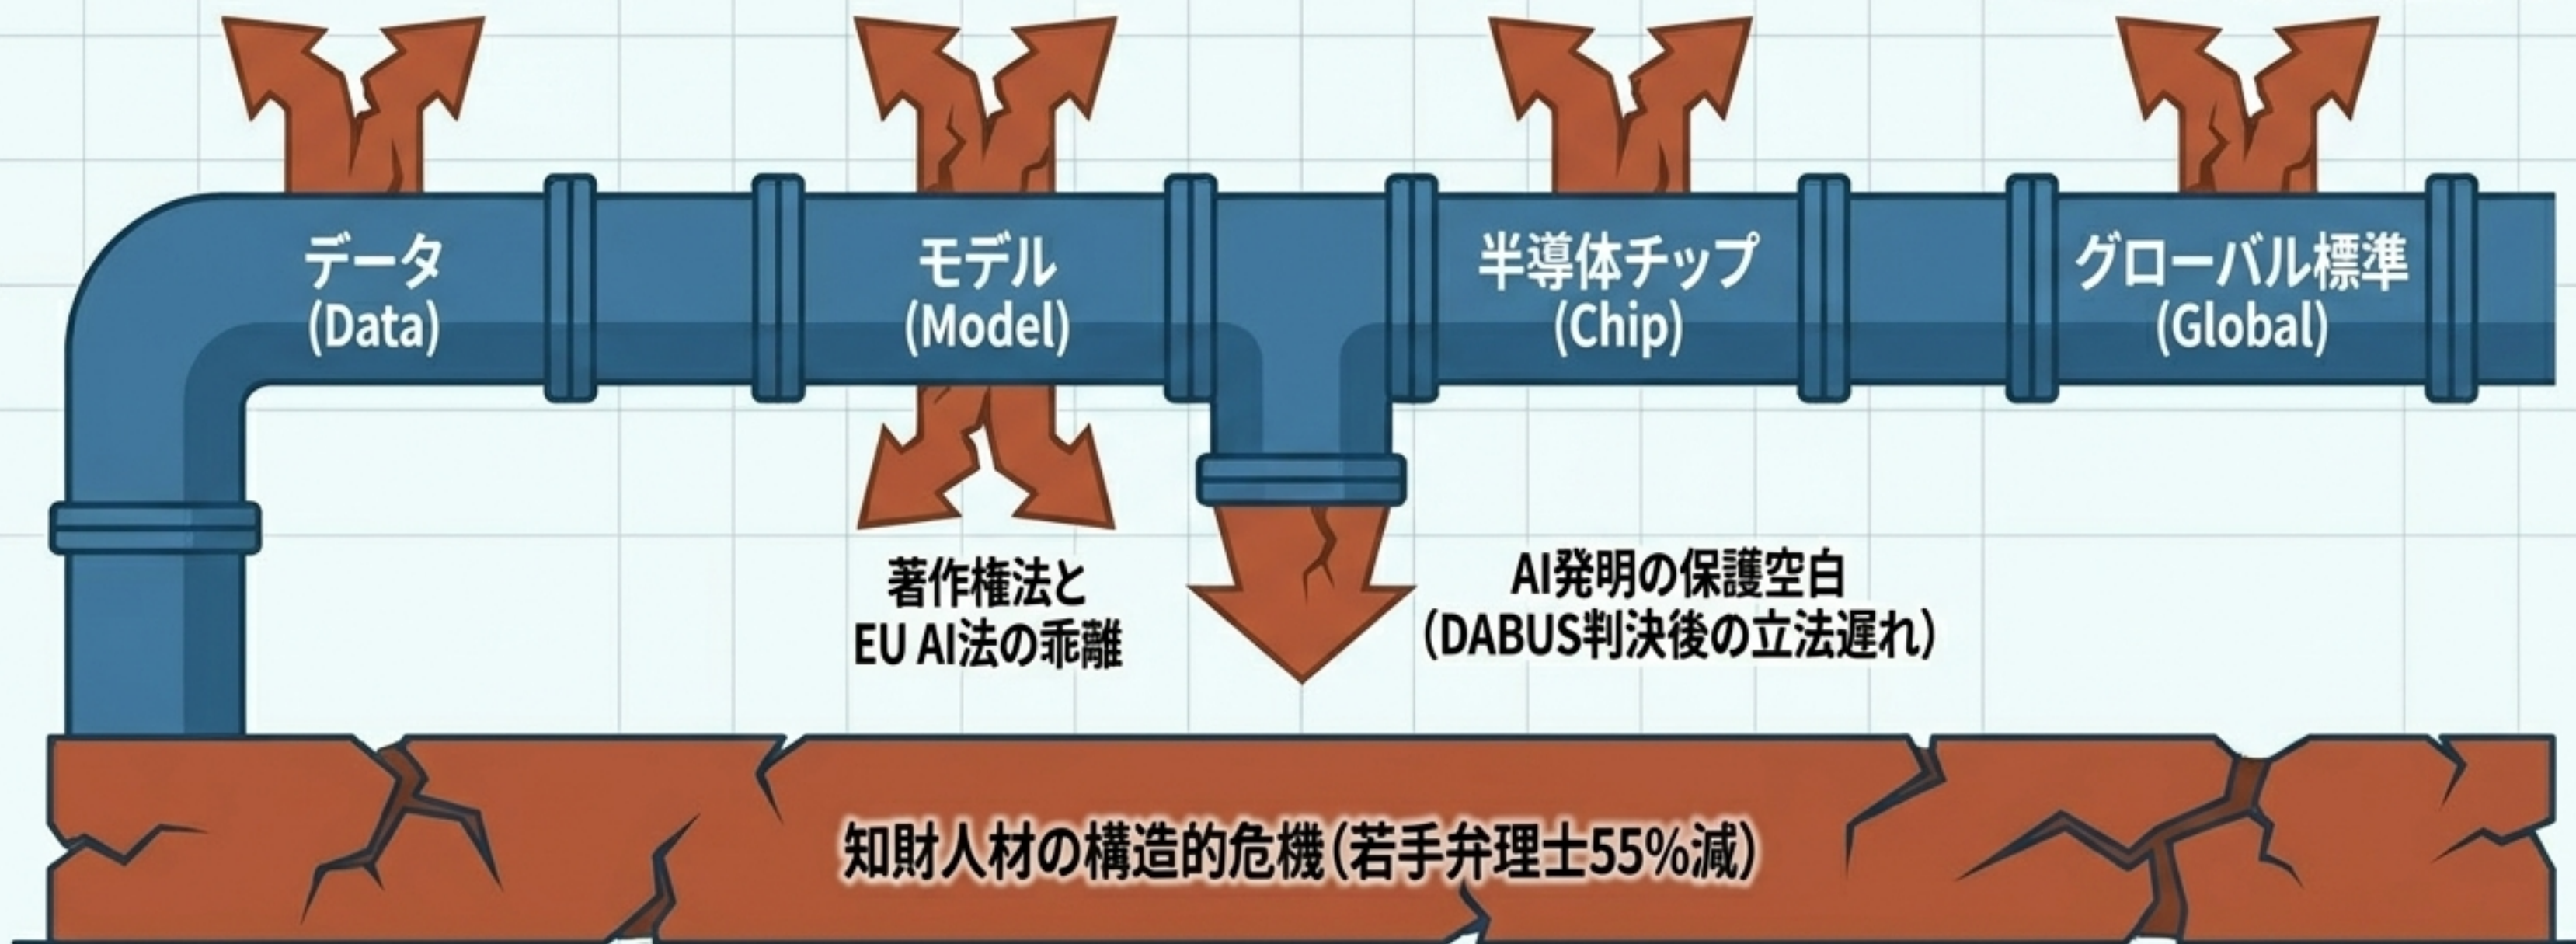 データ
(Data)
モデル
(Model)
半導体チップ
(Chip)
グローバル標準
(Global)
著作権法と
EU AI法の乖離
AI発明の保護空白
(DABUS判決後の立法遅れ)
知財人材の構造的危機(若手弁理士55%減)